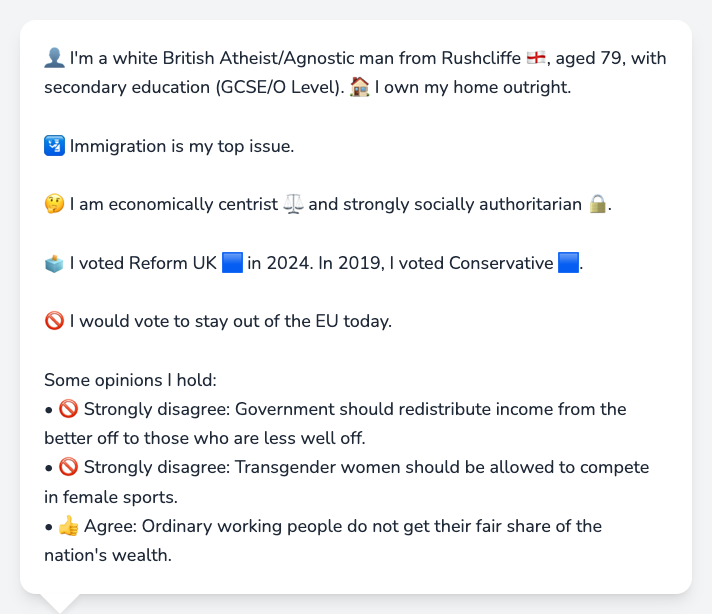 👤 I'm a white British Atheist/Agnostic man from Rushcliffe 🏴󠁧󠁢󠁥󠁮󠁧󠁿, aged 79, with
secondary education (GCSE/O Level). 🏠 I own my home outright.
🛂 Immigration is my top issue.
🤔 I am economically centrist ⚖️ and strongly socially authoritarian 🔒.
🗳️ I voted Reform UK 🟦 in 2024. In 2019, I voted Conservative 🟦.
🚫 I would vote to stay out of the EU today.
Some opinions I hold:
• 🚫 Strongly disagree: Government should redistribute income from the
better off to those who are less well off.
• 🚫 Strongly disagree: Transgender women should be allowed to compete
in female sports.
• 👍 Agree: Ordinary working people do not get their fair share of the
nation's wealth.